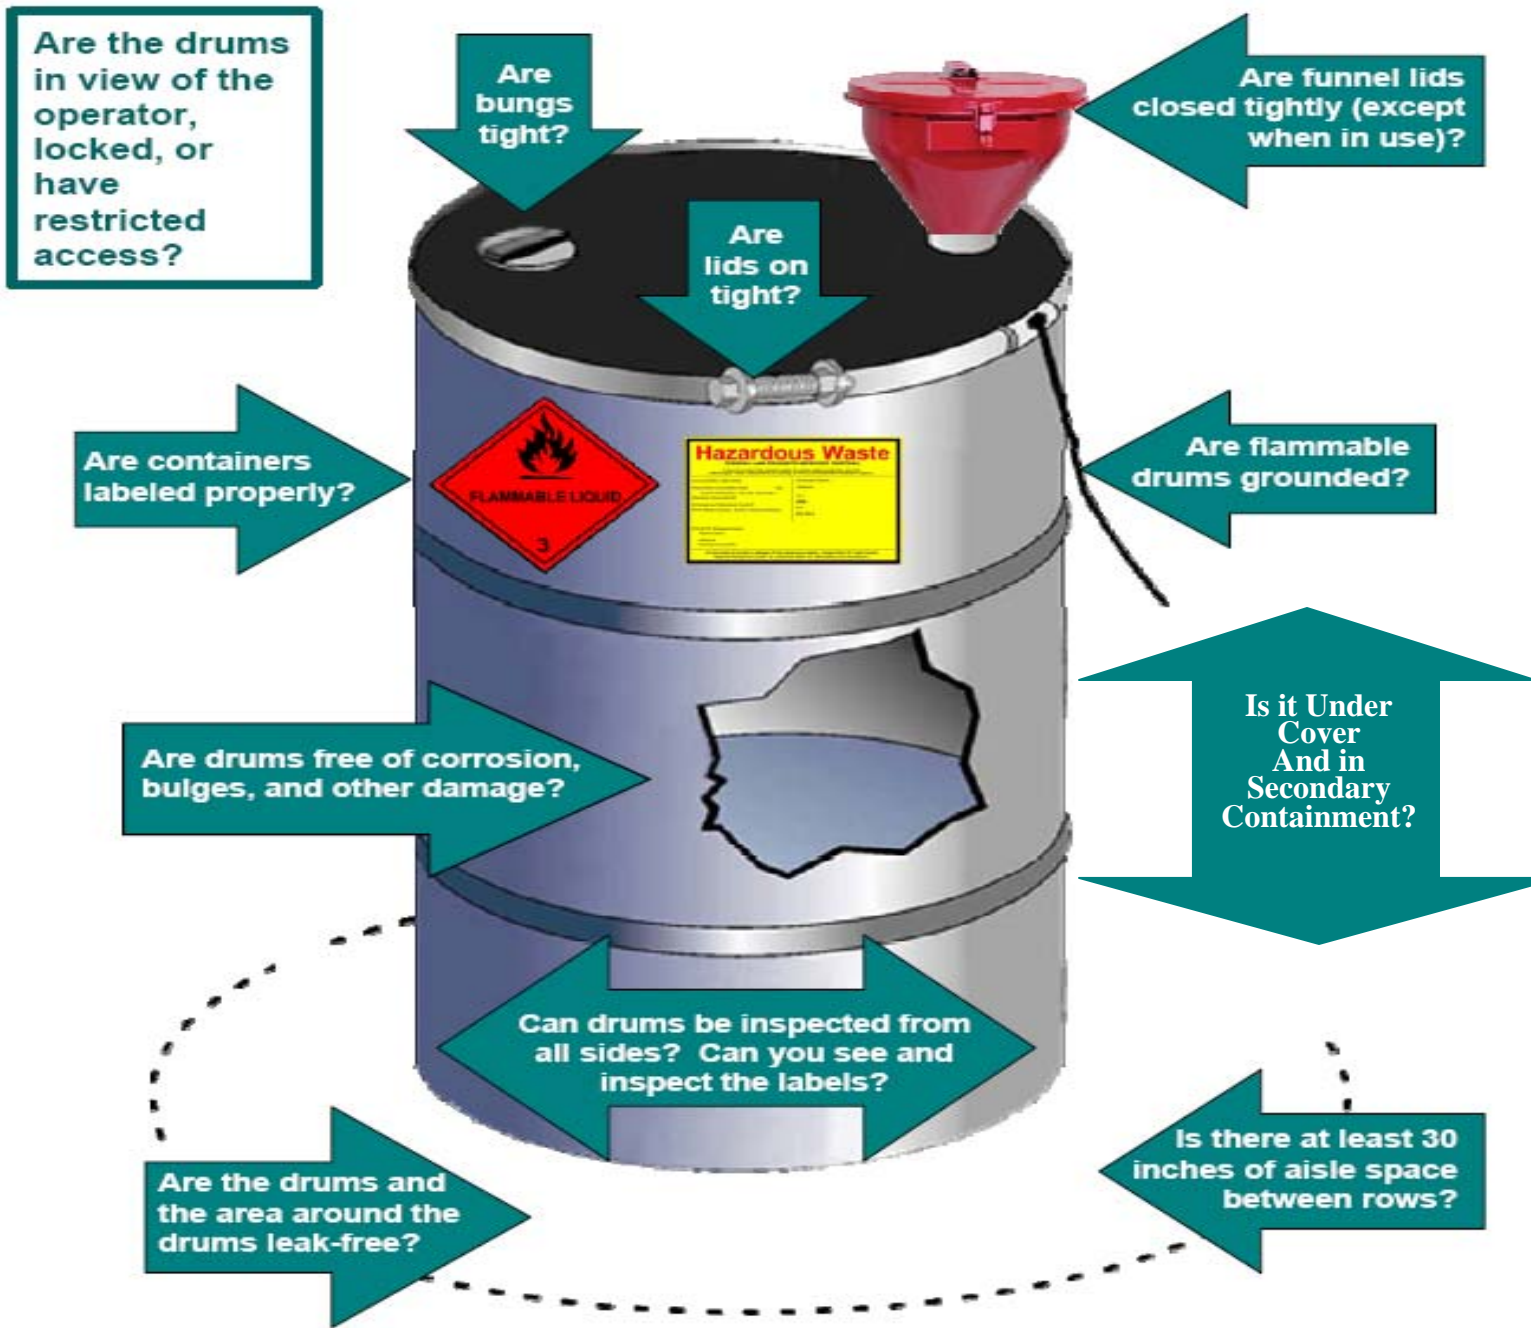 Are the drums
in view of the
operator,
locked, or
have
restricted
access?
Are
bungs
tight?
Are funnel lids
closed tightly (except
when in use)?
Are
lids on
tight?
Are containers
labeled properly?
FLAMMABLE LIQUID
3
Hazardous Waste
Are flammable
drums grounded?
Is it Under
Cover
And in
Secondary
Containment?
Are drums free of corrosion,
bulges, and other damage?
Can drums be inspected from
all sides? Can you see and
inspect the labels?
Is there at least 30
inches of aisle space
between rows?
Are the drums and
the area around the
drums leak-free?